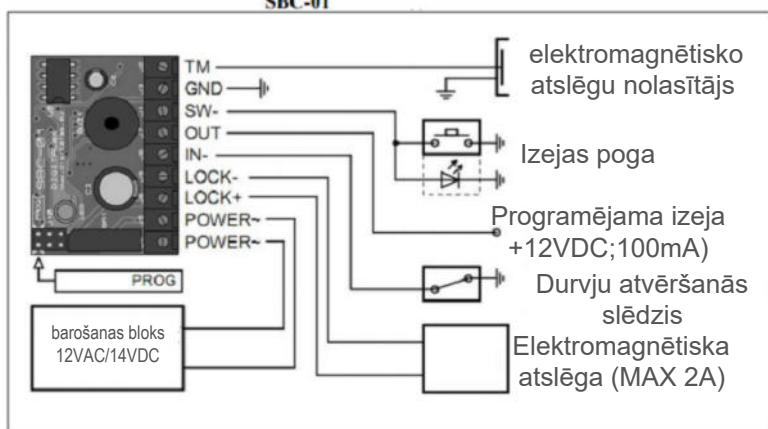 SBC-01
TM
GND
SW-
OUT
IN-
LOCK-
LOCK+
POWER~
POWER~
PROG
barošanas bloks
12VAC/14VDC
elektromagnētisko
atslēgu nolasītājs
Izejas poga
Programējama izeja
+12VDC;100mA)
Durvju atvēršanās
slēdzis
Elektromagnētiska
atslēga (MAX 2A)